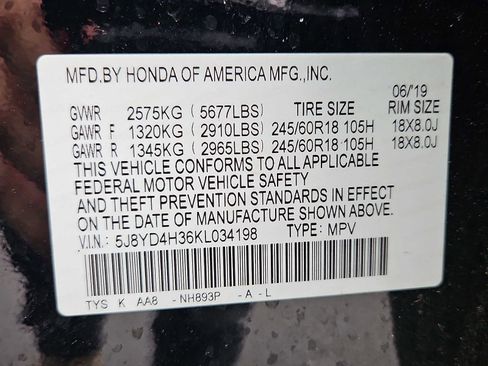 MFD.BY HONDA OF AMERICA MFG.,INC.
06/'19
GVWR 2575KG ( 5677LBS ) TIRE SIZE RIM SIZE
GAWR F 1320KG ( 2910LBS ) 245/60R18 105H 18X8.0J
GAWR R 1345KG ( 2965LBS ) 245/60R18 105H 18X8.0J
THIS VEHICLE CONFORMS TO ALL APPLICABLE
FEDERAL MOTOR VEHICLE SAFETY
AND THEFT PREVENTION STANDARDS IN EFFECT
ON THE DATE OF MANUFACTURE SHOWN ABOVE.
V.I.N: 5J8YD4H36KL034198 TYPE: MPV
TYS K AA8 - NH893P - A - L